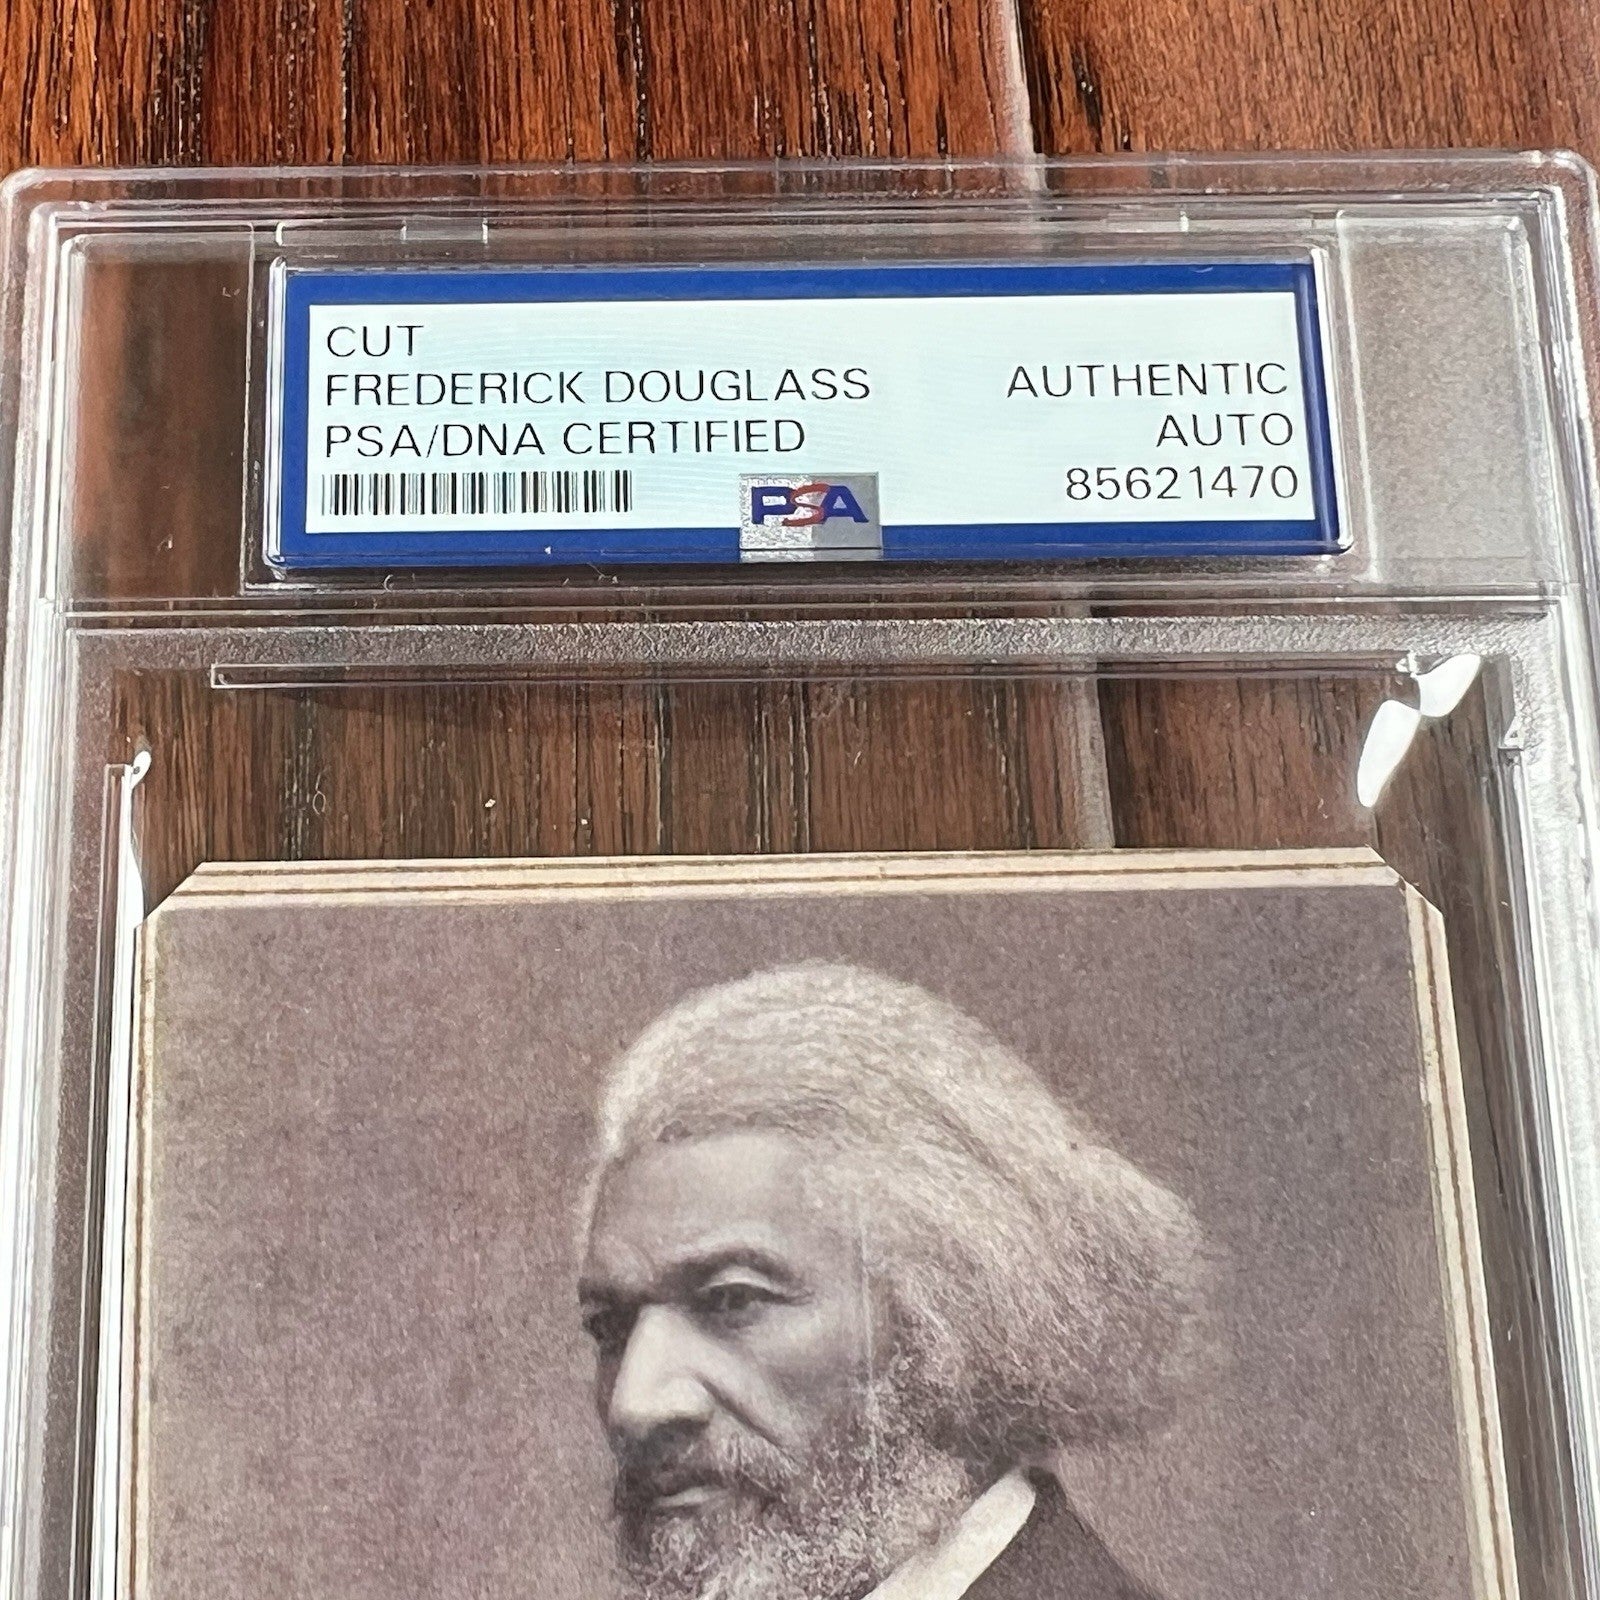 CUT
FREDERICK DOUGLASS
PSA/DNA CERTIFIED
AUTHENTIC
AUTO
85621470
PSA